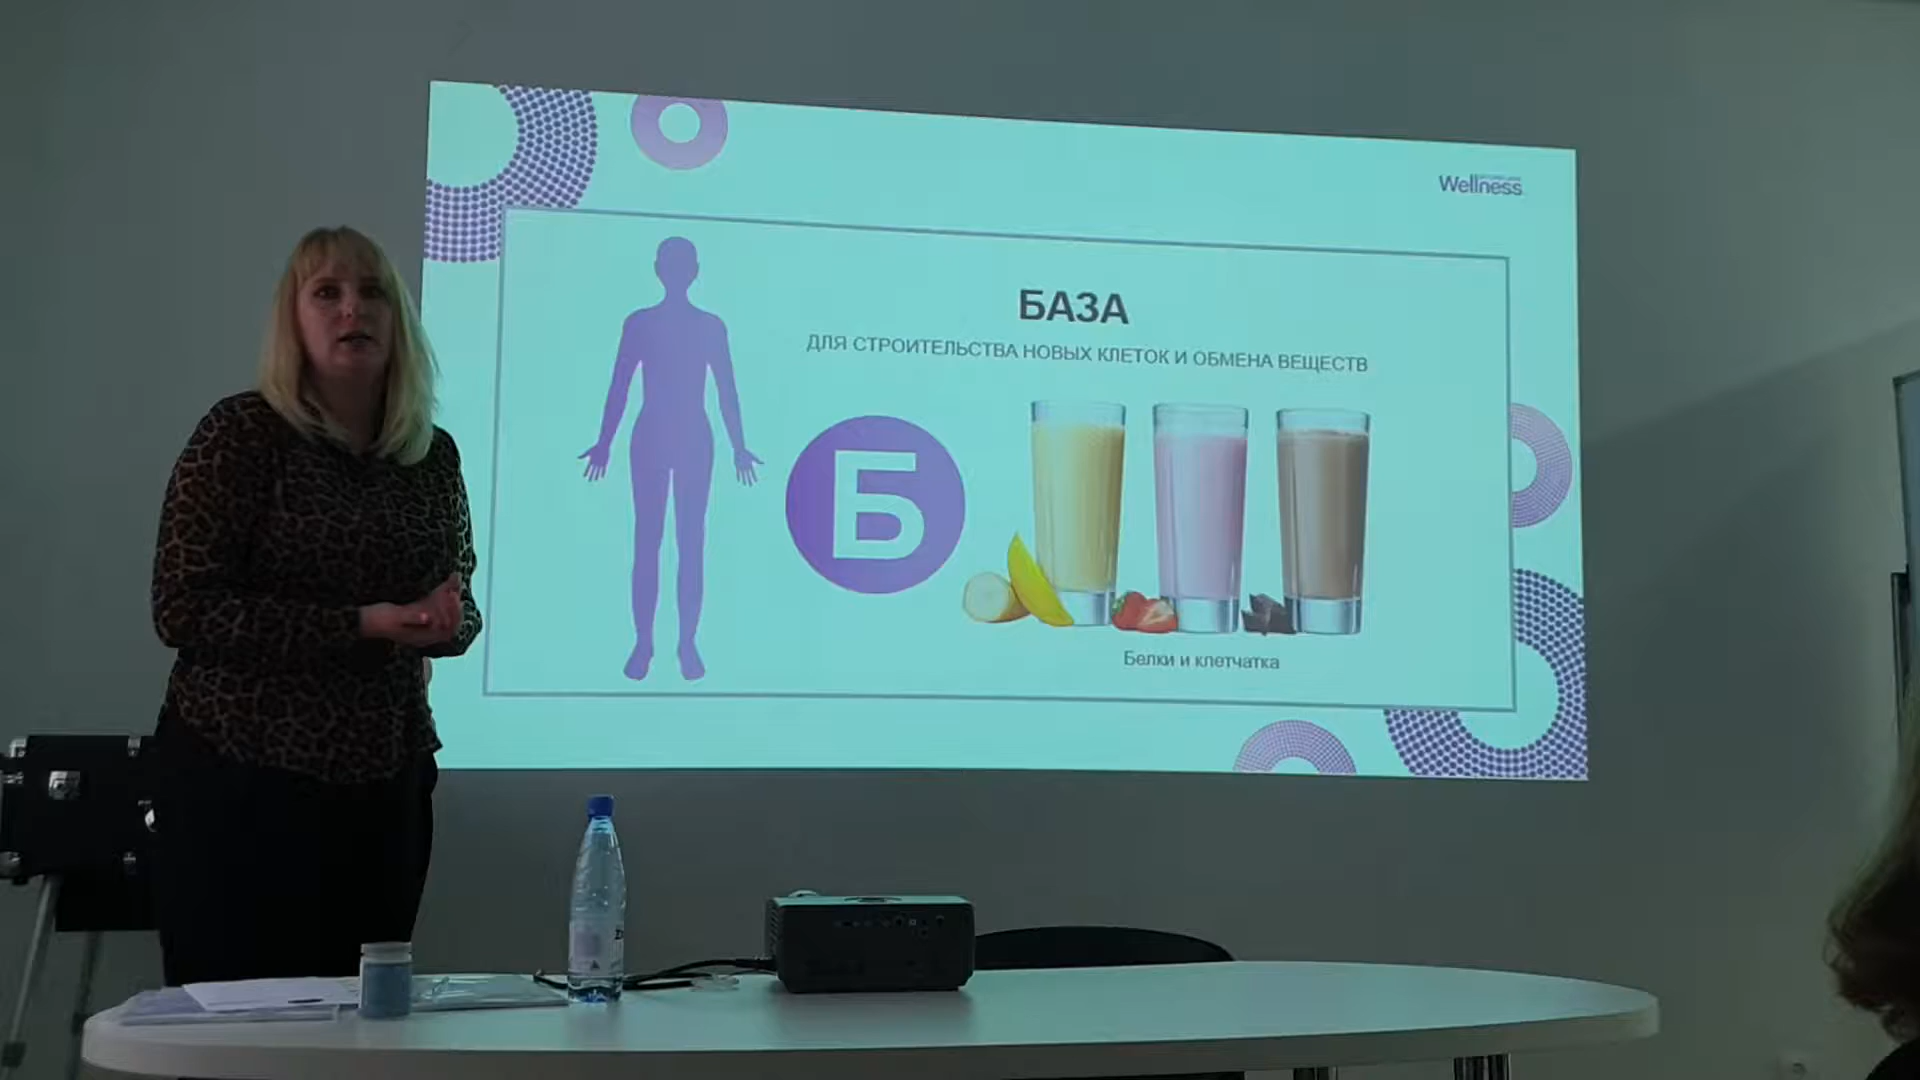 Wellness
БАЗА
ДЛЯ СТРОИТЕЛЬСТВА НОВЫХ КЛЕТОК И ОБМЕНА ВЕЩЕСТВ
Б
Белки и клетчатка